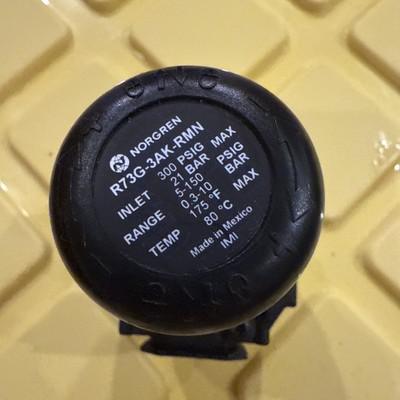 NORGREN
R73G-3AK-RMN
INLET 300 PSIG MAX
21 BAR
RANGE 5-150 PSIG
0.3-10 BAR
TEMP 175 °F MAX
80 °C
Made in Mexico
IMI